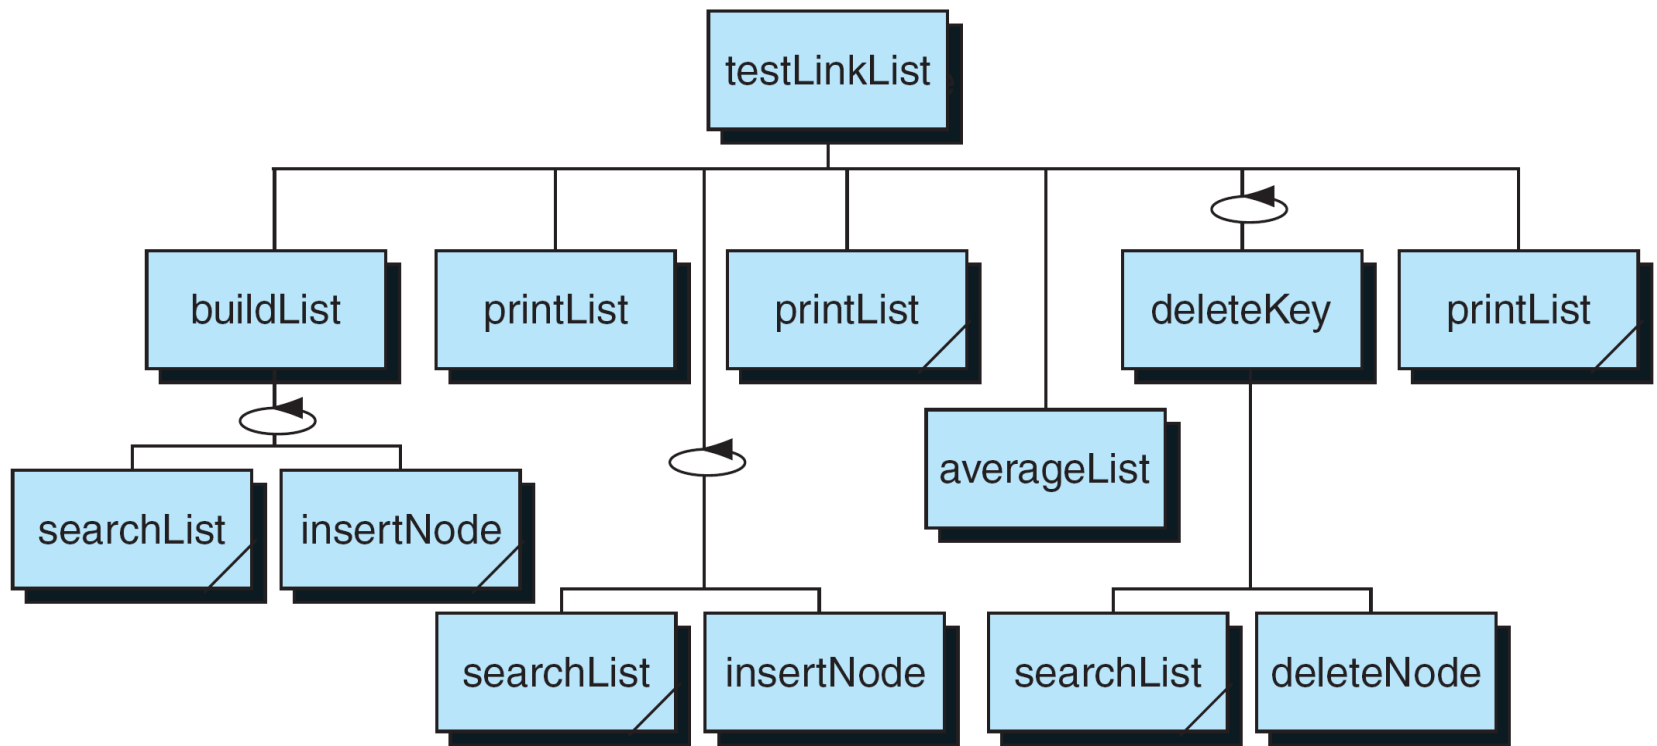 testLinkList
buildList
printList
printList
deleteKey
printList
averageList
searchList
insertNode
searchList
insertNode
searchList
deleteNode